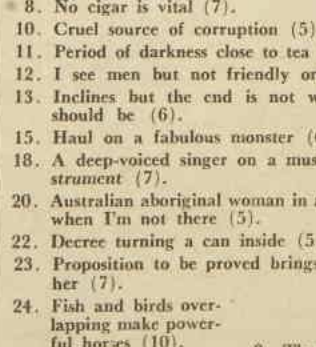 8. No cigar is vital (7).
10. Cruel source of corruption (5)
11. Period of darkness close to tea
12. I see men but not friendly on
13. Inclines but the end is not w
should be (6).
15. Haul on a fabulous monster (
18. A deep-voiced singer on a mus
strument (7).
20. Australian aboriginal woman in
when I'm not there (5).
22. Decree turning a can inside (5
23. Proposition to be proved brings
her (7).
24. Fish and birds over-
lapping make power-
ful horses (10).